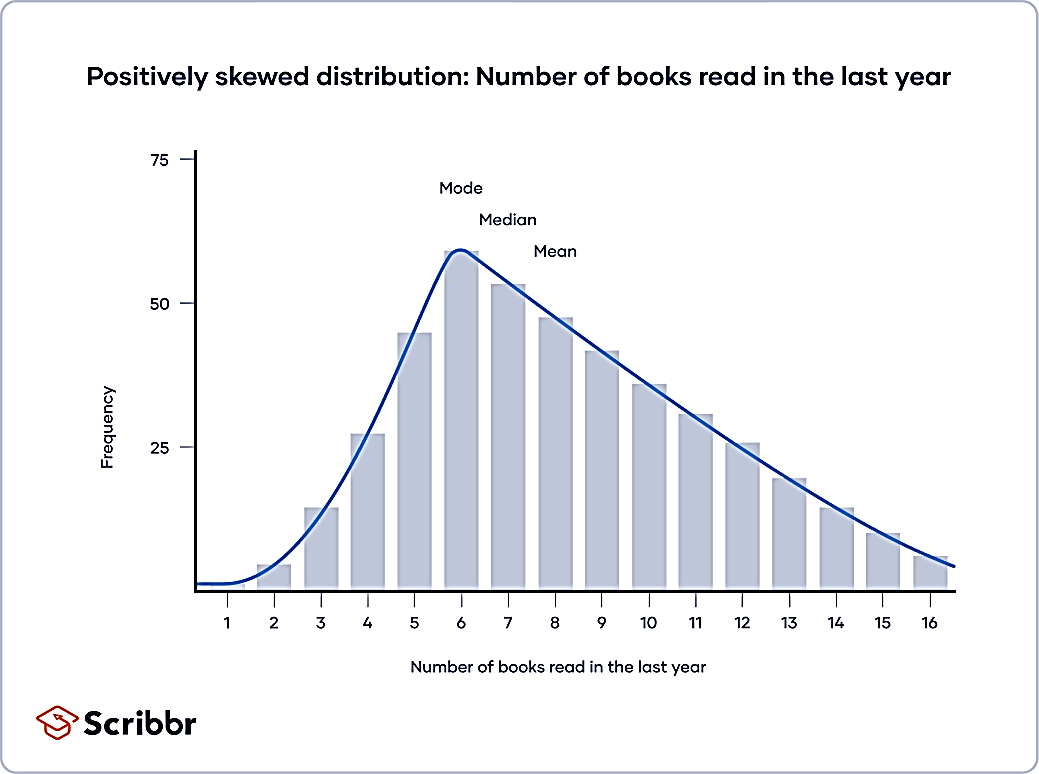 Positively skewed distribution: Number of books read in the last year
75
Mode
Median
Mean
50
25
Frequency
1 2 3 4 5 6 7 8 9 10 11 12 13 14 15 16
Number of books read in the last year
Scribbr